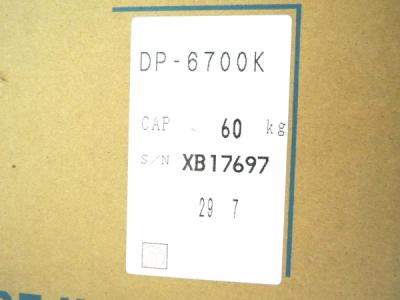 DP-6700K
CAP. 60 kg
S/N XB17697
29 7